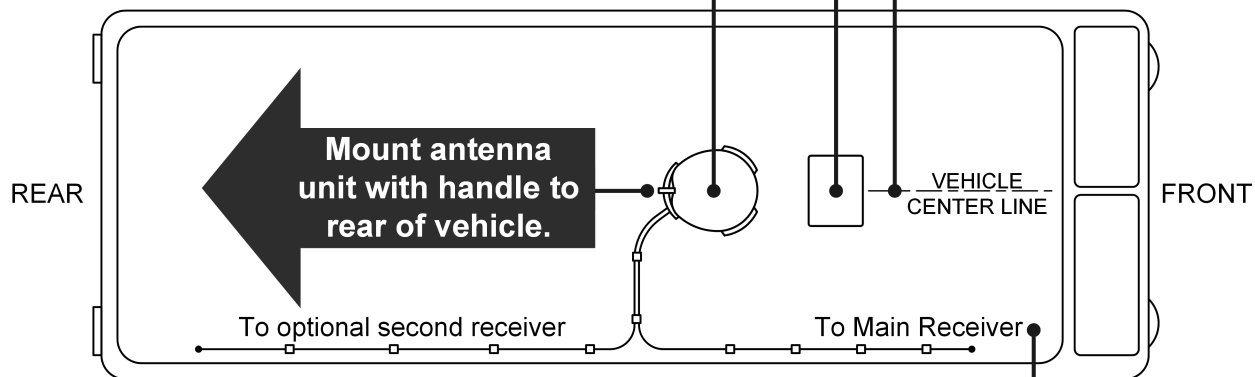 Mount antenna
unit with handle to
rear of vehicle.
REAR
VEHICLE
CENTER LINE
FRONT
To optional second receiver
To Main Receiver